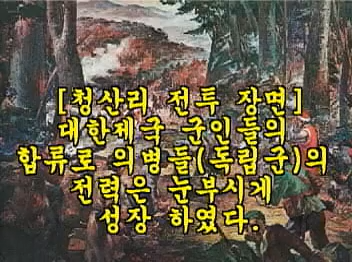 [청산리 전투 장면]
대한제국 군인들의
합류로 의병들(독립군)의
전력은 눈부시게
성장 하였다.